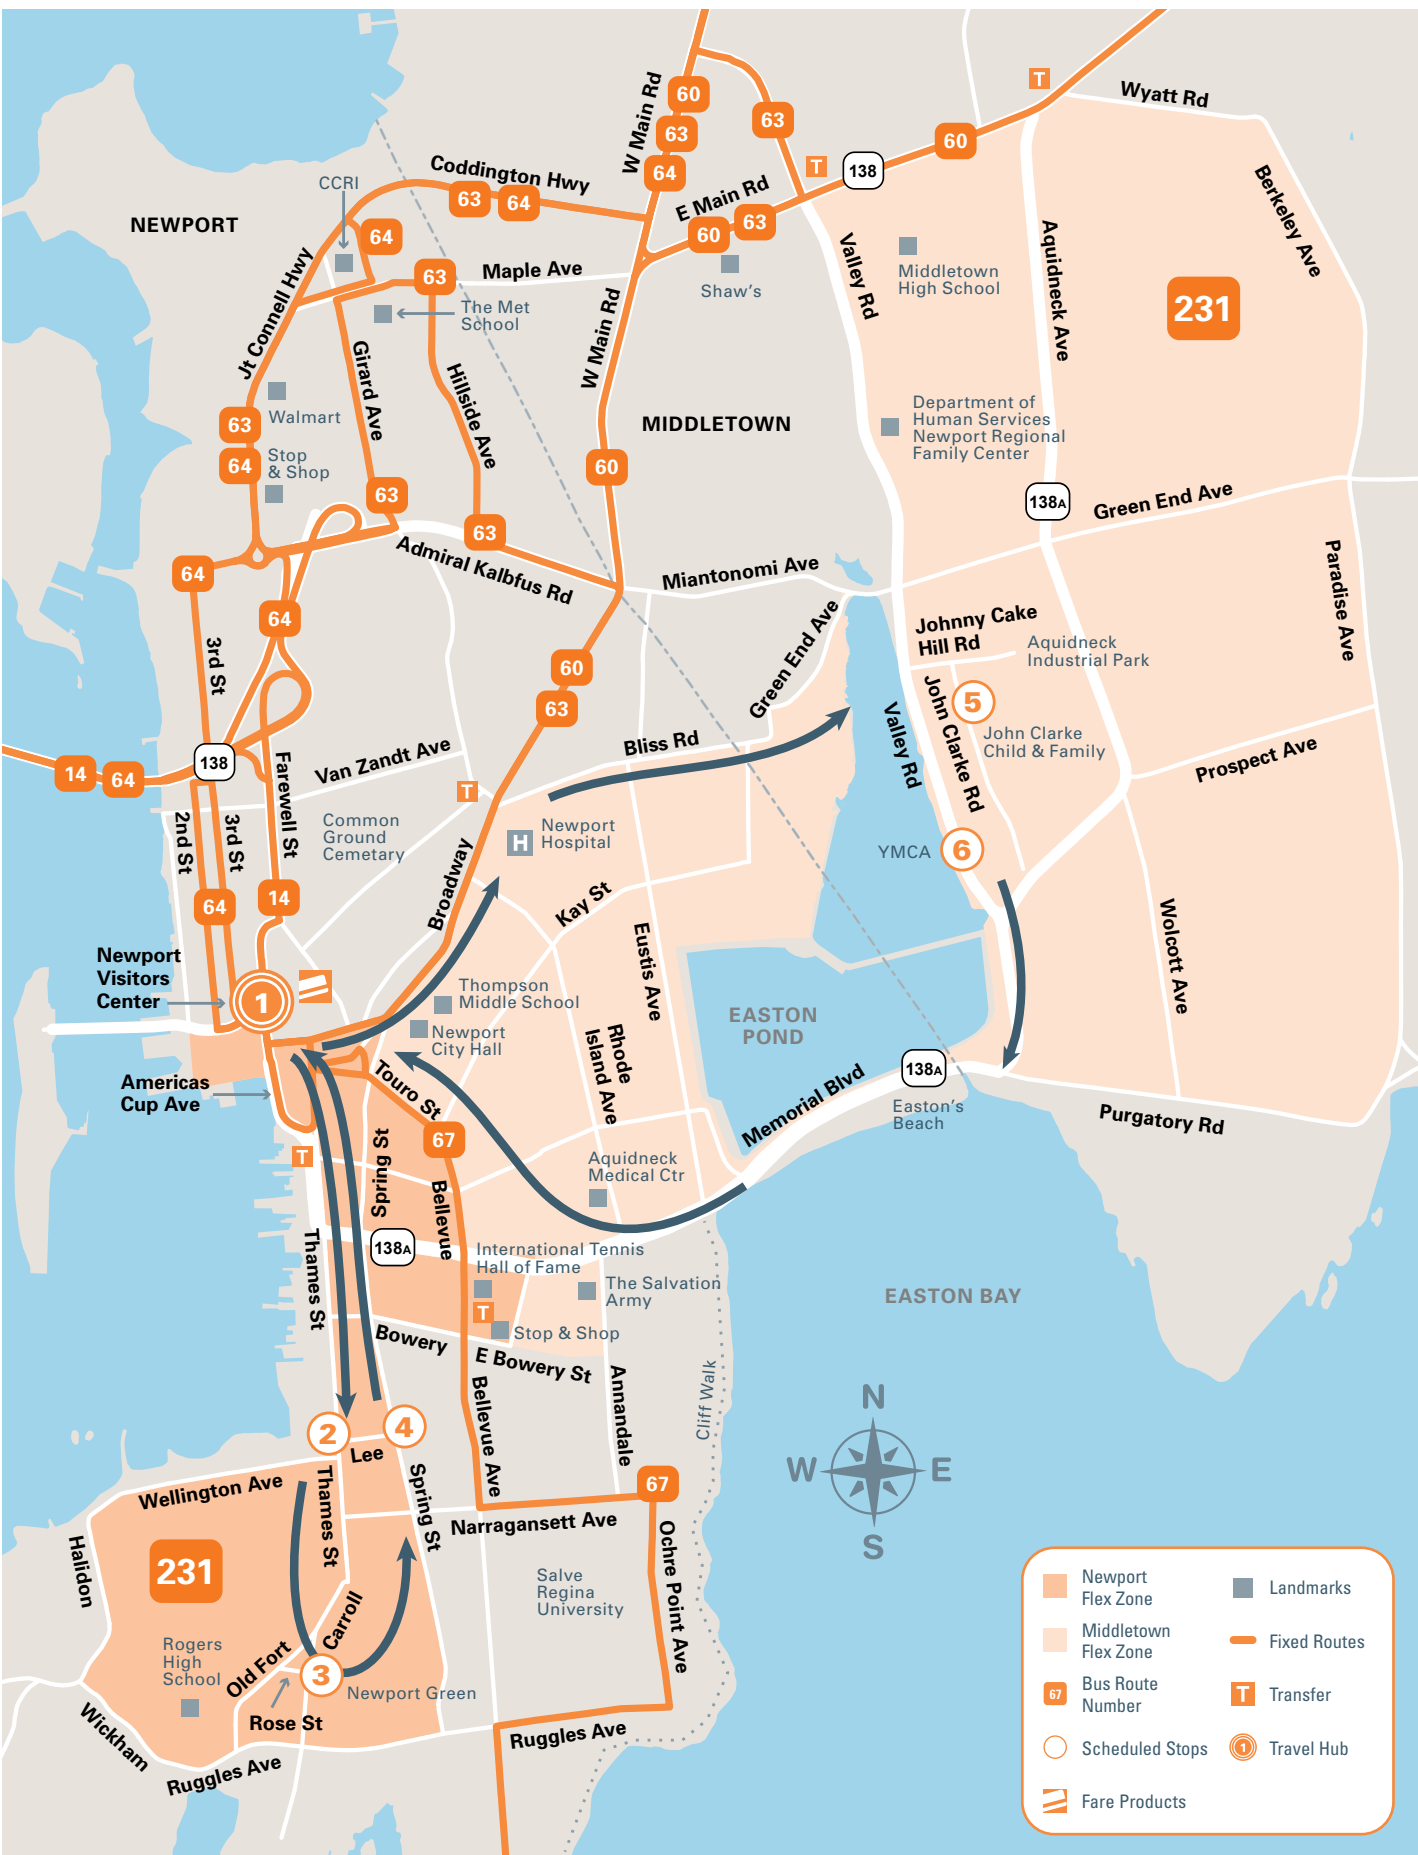 T
Wyatt Rd
60
63
W Main Rd
63
60
T
138
64
Coddington Hwy
CCRI
63
64
E Main Rd
63
60
Berkeley Ave
NEWPORT
64
Valley Rd
Aquidneck Ave
Middletown
High School
Jt Connell Hwy
63
Maple Ave
Shaw's
231
The Met
School
W Main Rd
Girard Ave
Hillside Ave
Walmart
63
MIDDLETOWN
Department of
Human Services
Newport Regional
Family Center
64
Stop
& Shop
60
63
138A
Green End Ave
63
Admiral Kalbfus Rd
64
Miantonomi Ave
Paradise Ave
64
Johnny Cake
Hill Rd
Green End Ave
Aquidneck
Industrial Park
3rd St
60
63
5
John Clarke Rd
Valley Rd
John Clarke
Child & Family
Bliss Rd
Van Zandt Ave
Prospect Ave
138
14
64
Farewell St
T
2nd St
3rd St
Common
Ground
Cemetary
H
Newport
Hospital
YMCA
6
Broadway
64
14
Kay St
Wolcott Ave
Eustis Ave
Newport
Visitors
Center
1
Thompson
Middle School
EASTON
POND
Newport
City Hall
Rhode
Island Ave
Americas
Cup Ave
Touro St
Memorial Blvd
138A
Easton's
Beach
Purgatory Rd
67
T
Spring St
Aquidneck
Medical Ctr
Bellevue
Thames St
138A
International Tennis
Hall of Fame
The Salvation
Army
EASTON BAY
T
Stop & Shop
Bowery
E Bowery St
Annandale
Cliff Walk
Bellevue Ave
N
W
E
S
2
4
Lee
Wellington Ave
Thames St
Spring St
67
Narragansett Ave
Halidon
231
Ochre Point Ave
Salve
Regina
University
Carroll
Rogers
High
School
Old Fort
3
Newport Green
Rose St
Wickham
Ruggles Ave
Ruggles Ave
Newport
Flex Zone
Landmarks
Middletown
Flex Zone
Fixed Routes
67
Bus Route
Number
T
Transfer
Scheduled Stops
1
Travel Hub
Fare Products